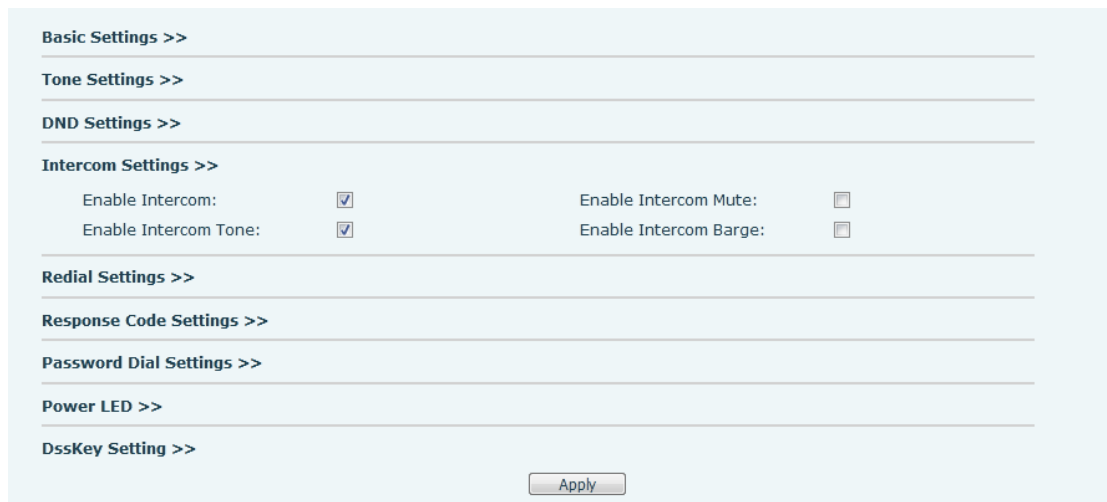 Basic Settings >>
Tone Settings >>
DND Settings >>
Intercom Settings >>
Enable Intercom: Enable Intercom Mute:
Enable Intercom Tone: Enable Intercom Barge:
Redial Settings >>
Response Code Settings >>
Password Dial Settings >>
Power LED >>
DssKey Setting >>
Apply